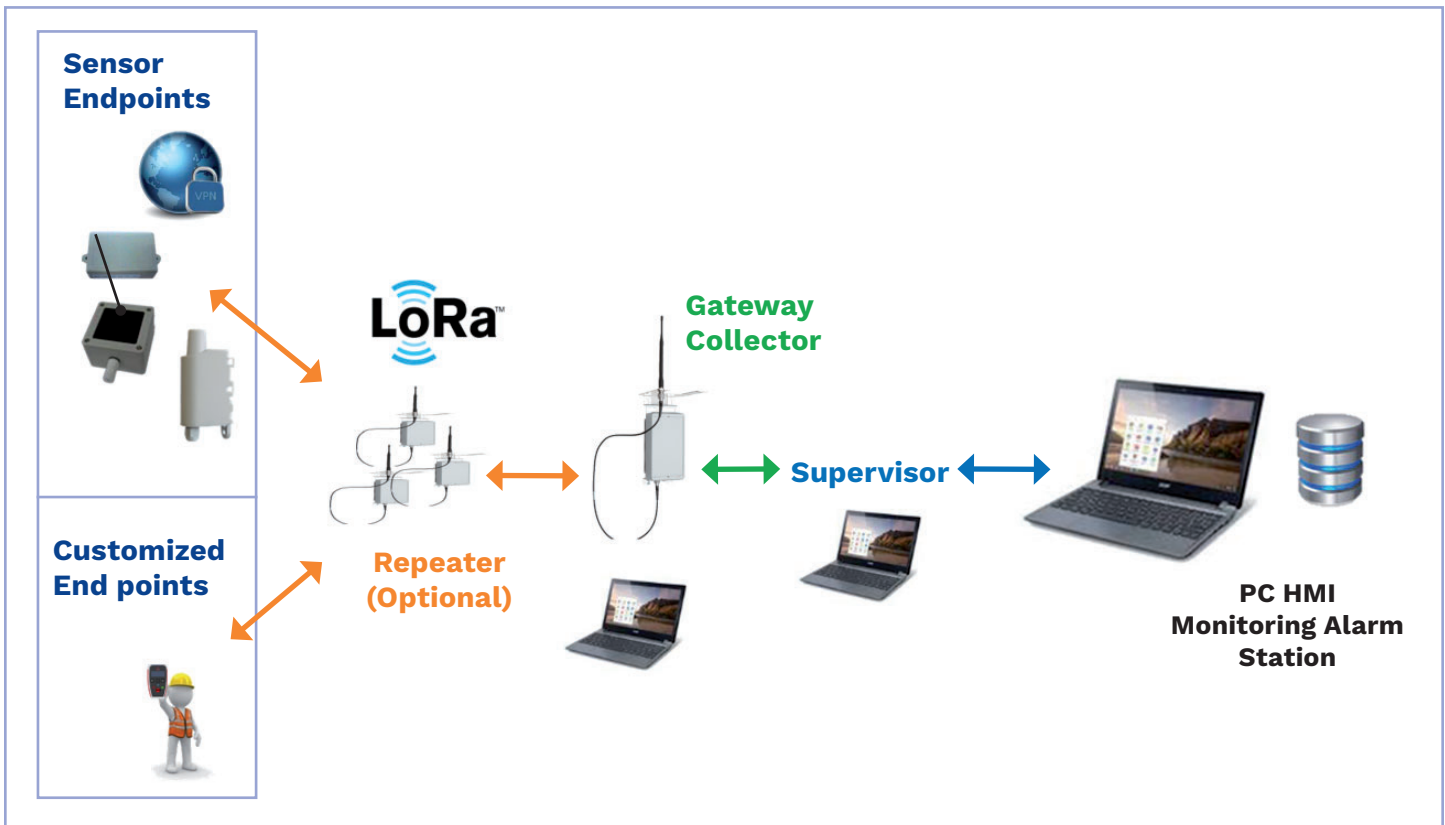 Sensor
Endpoints
VPN
LoRa™
Gateway
Collector
Supervisor
Repeater
(Optional)
Customized
End points
PC HMI
Monitoring Alarm
Station